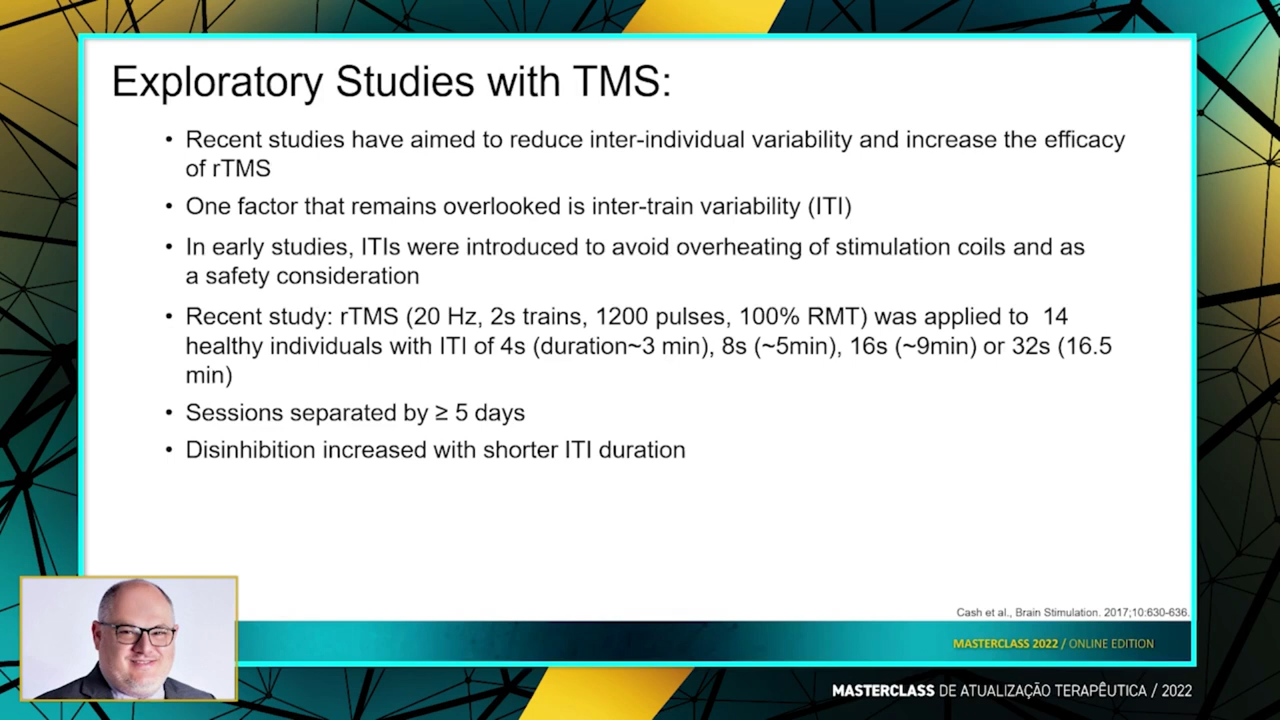 Exploratory Studies with TMS:
• Recent studies have aimed to reduce inter-individual variability and increase the efficacy
of rTMS
• One factor that remains overlooked is inter-train variability (ITI)
• In early studies, ITIs were introduced to avoid overheating of stimulation coils and as
a safety consideration
• Recent study: rTMS (20 Hz, 2s trains, 1200 pulses, 100% RMT) was applied to 14
healthy individuals with ITI of 4s (duration~3 min), 8s (~5min), 16s (~9min) or 32s (16.5
min)
• Sessions separated by ≥ 5 days
• Disinhibition increased with shorter ITI duration
Cash et al., Brain Stimulation. 2017;10:630-636.
MASTERCLASS 2022 / ONLINE EDITION
MASTERCLASS DE ATUALIZAÇÃO TERAPÊUTICA / 2022